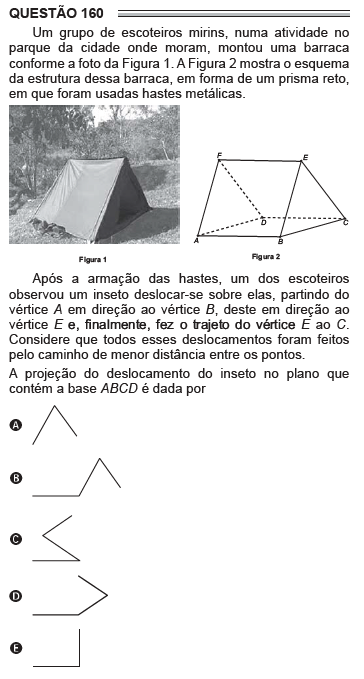 QUESTÃO 160
Um grupo de escoteiros mirins, numa atividade no
parque da cidade onde moram, montou uma barraca
conforme a foto da Figura 1. A Figura 2 mostra o esquema
da estrutura dessa barraca, em forma de um prisma reto,
em que foram usadas hastes metálicas.
F
E
D
C
A
B
Figura 1
Figura 2
Após a armação das hastes, um dos escoteiros
observou um inseto deslocar-se sobre elas, partindo do
vértice A em direção ao vértice B, deste em direção ao
vértice E e, finalmente, fez o trajeto do vértice E ao C.
Considere que todos esses deslocamentos foram feitos
pelo caminho de menor distância entre os pontos.
A projeção do deslocamento do inseto no plano que
contém a base ABCD é dada por
A
B
C
D
E